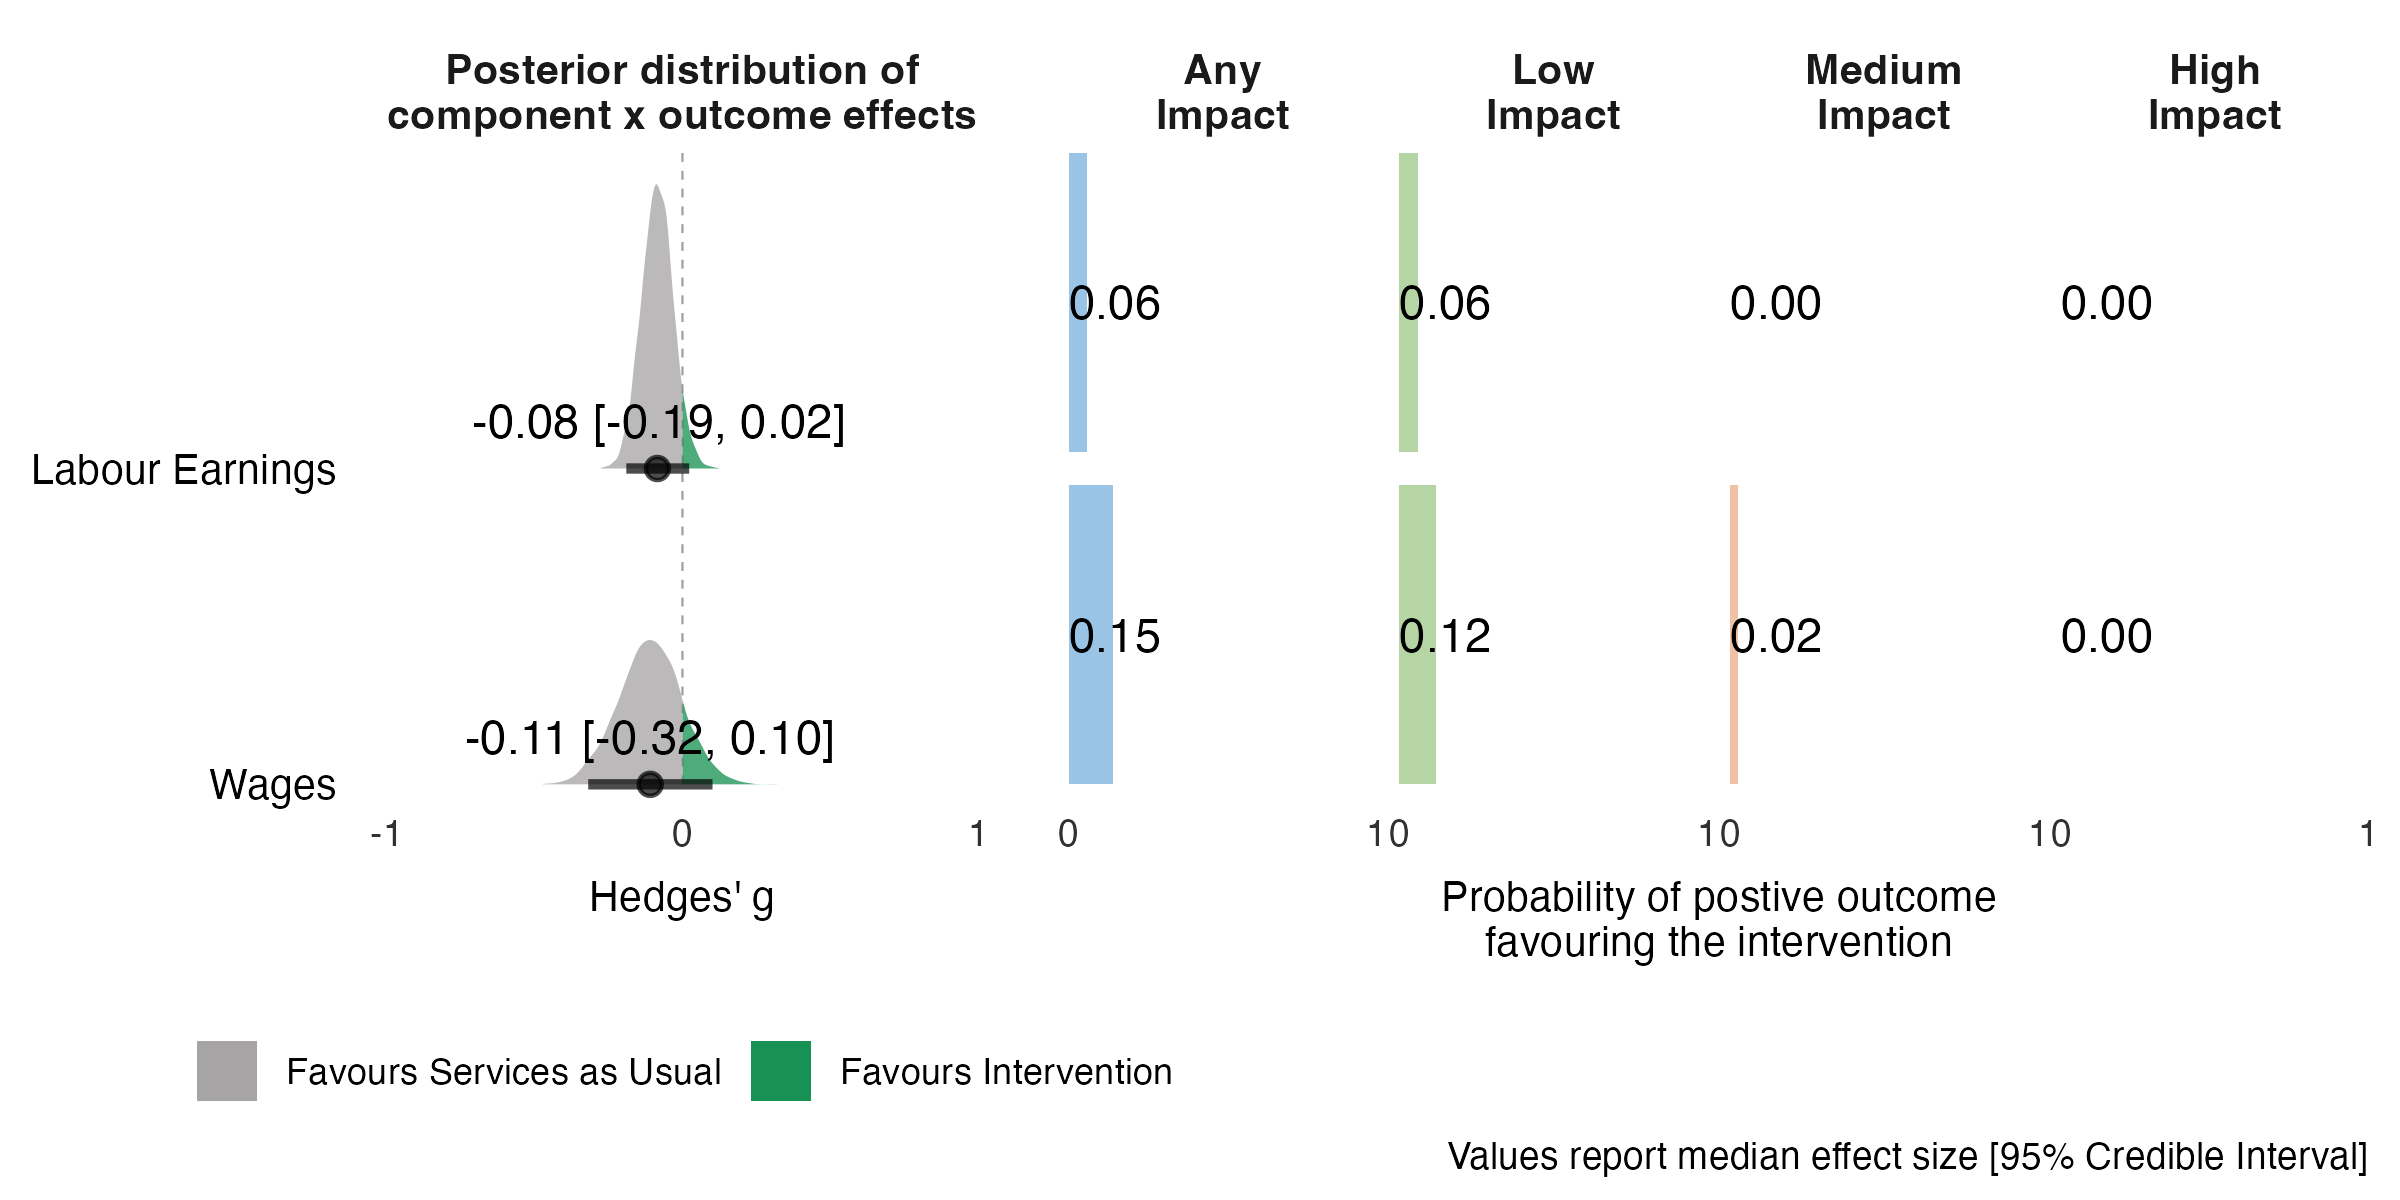 Posterior distribution of
component x outcome effects
Any
Impact
Low
Impact
Medium
Impact
High
Impact
Labour Earnings
-0.08 [-0.19, 0.02]
0.06
0.06
0.00
0.00
Wages
-0.11 [-0.32, 0.10]
0.15
0.12
0.02
0.00
-1 0 1
0 10 10 10 1
Hedges' g
Probability of postive outcome
favouring the intervention
Favours Services as Usual
Favours Intervention
Values report median effect size [95% Credible Interval]